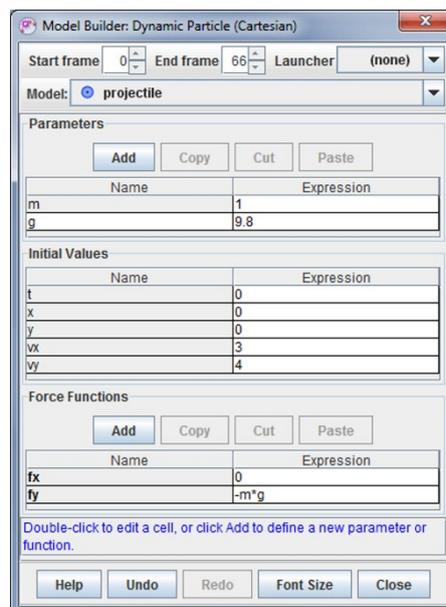 Model Builder: Dynamic Particle (Cartesian)
Start frame 0 End frame 66 Launcher (none)
Model: projectile
Parameters
Add Copy Cut Paste
Name Expression
m 1
g 9.8
Initial Values
Name Expression
t 0
x 0
y 0
vx 3
vy 4
Force Functions
Add Copy Cut Paste
Name Expression
fx 0
fy -m*g
Double-click to edit a cell, or click Add to define a new parameter or
function.
Help Undo Redo Font Size Close